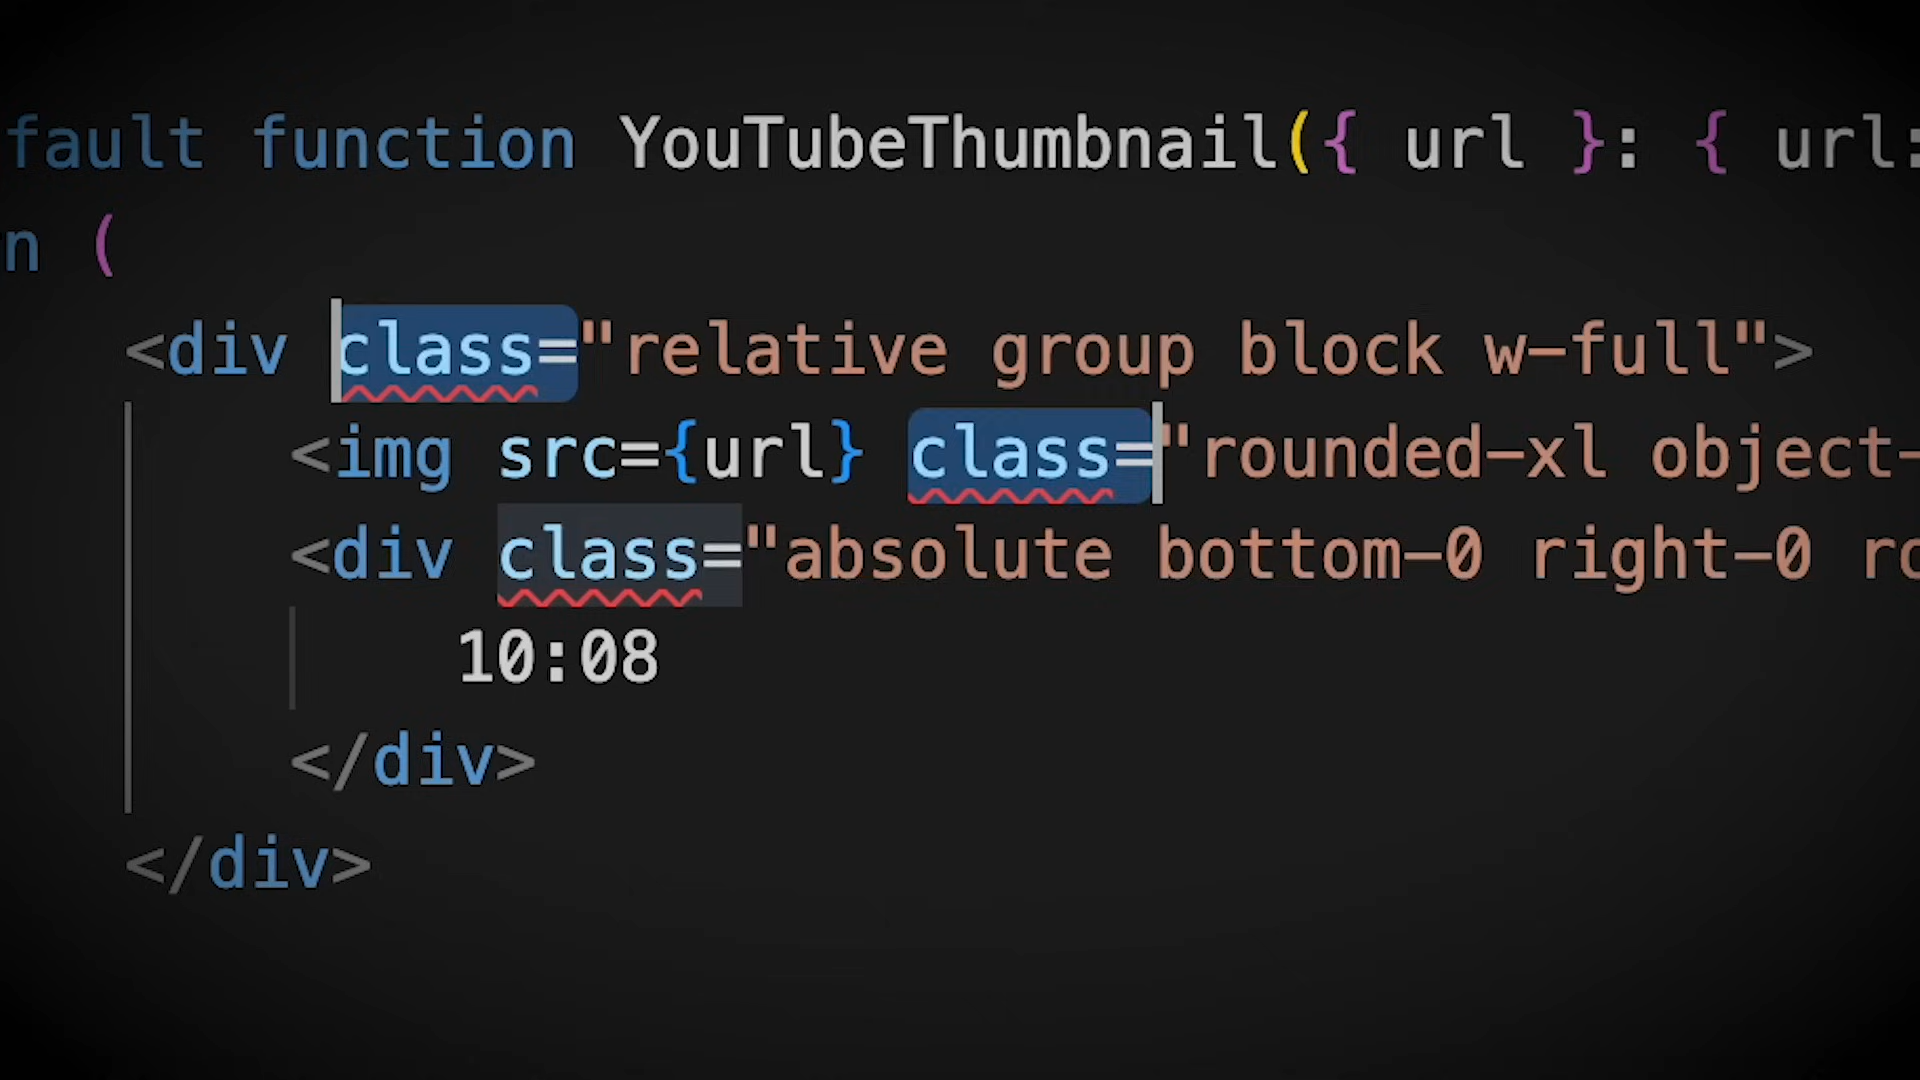 fault function YouTubeThumbnail({ url }: { url:
n (
<div class="relative group block w-full">
<img src={url} class="rounded-xl object-
<div class="absolute bottom-0 right-0 ro
10:08
</div>
</div>